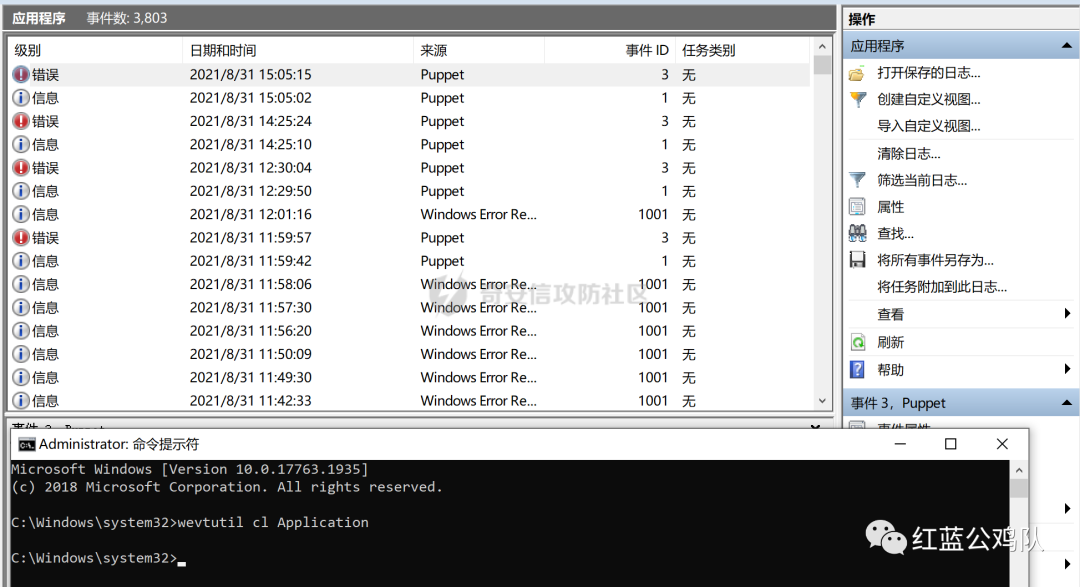 应用程序 事件数: 3,803
级别 日期和时间 来源 事件 ID 任务类别
错误 2021/8/31 15:05:15 Puppet 3 无
信息 2021/8/31 15:05:02 Puppet 1 无
错误 2021/8/31 14:25:24 Puppet 3 无
信息 2021/8/31 14:25:10 Puppet 1 无
错误 2021/8/31 12:30:04 Puppet 3 无
信息 2021/8/31 12:29:50 Puppet 1 无
信息 2021/8/31 12:01:16 Windows Error Re... 1001 无
错误 2021/8/31 11:59:57 Puppet 3 无
信息 2021/8/31 11:59:42 Puppet 1 无
信息 2021/8/31 11:58:06 Windows Error Re... 1001 无
信息 2021/8/31 11:57:30 Windows Error Re... 1001 无
信息 2021/8/31 11:56:20 Windows Error Re... 1001 无
信息 2021/8/31 11:50:09 Windows Error Re... 1001 无
信息 2021/8/31 11:49:30 Windows Error Re... 1001 无
信息 2021/8/31 11:42:33 Windows Error Re... 1001 无
奇安信攻防社区
操作
应用程序
打开保存的日志...
创建自定义视图...
导入自定义视图...
清除日志...
筛选当前日志...
属性
查找...
将所有事件另存为...
将任务附加到此日志...
查看
刷新
帮助
事件 3，Puppet
事件属性
事件 3, Puppet
Administrator: 命令提示符
Microsoft Windows [Version 10.0.17763.1935]
(c) 2018 Microsoft Corporation. All rights reserved.
C:\Windows\system32>wevtutil cl Application
C:\Windows\system32>
红蓝公鸡队